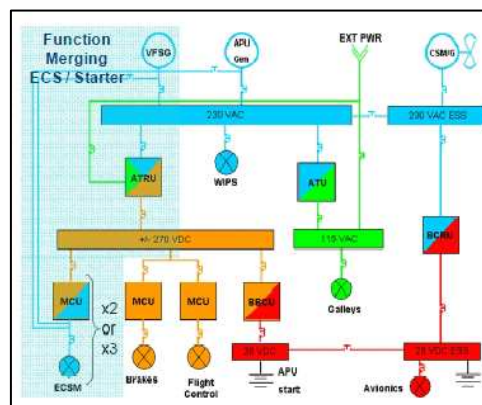 Function
Merging
ECS / Starter
VFSG
APU
Gen
EXT PWR
CSM/G
230 VAC
230 VAC ESS
ATRU
WIPS
ATU
BCRU
+/- 270 VDC
115 VAC
MCU
x2
or
x3
MCU
MCU
BBCU
Galleys
28 VDC
28 VDC ESS
ECSM
Brakes
Flight
Control
APU
start
Avionics